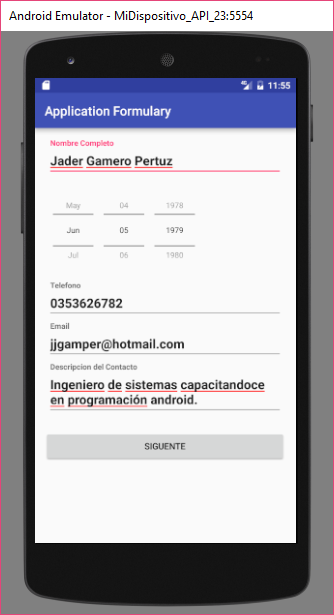 Android Emulator - MiDispositivo_API_23:5554
4G 11:55
Application Formulary
Nombre Completo
Jader Gamero Pertuz
May 04 1978
Jun 05 1979
Jul 06 1980
Telefono
0353626782
Email
jjgamper@hotmail.com
Descripcion del Contacto
Ingeniero de sistemas capacitandoce
en programación android.
SIGUENTE